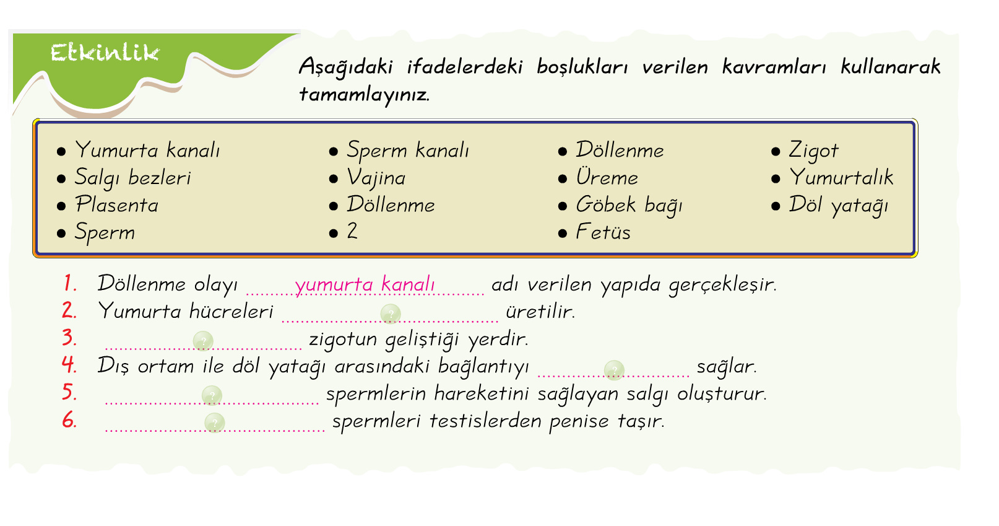 Etkinlik
Aşağıdaki ifadelerdeki boşlukları verilen kavramları kullanarak
tamamlayınız.
• Yumurta kanalı • Sperm kanalı • Döllenme • Zigot
• Salgı bezleri • Vajina • Üreme • Yumurtalık
• Plasenta • Döllenme • Göbek bağı • Döl yatağı
• Sperm • 2 • Fetüs
1. Döllenme olayı yumurta kanalı adı verilen yapıda gerçekleşir.
2. Yumurta hücreleri ? üretilir.
3. ? zigotun geliştiği yerdir.
4. Dış ortam ile döl yatağı arasındaki bağlantıyı ? sağlar.
5. ? spermlerin hareketini sağlayan salgı oluşturur.
6. ? spermleri testislerden penise taşır.